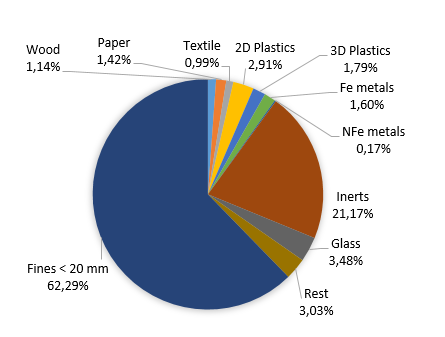 Wood
1,14%
Paper
1,42%
Textile
0,99%
2D Plastics
2,91%
3D Plastics
1,79%
Fe metals
1,60%
NFe metals
0,17%
Inerts
21,17%
Glass
3,48%
Rest
3,03%
Fines < 20 mm
62,29%